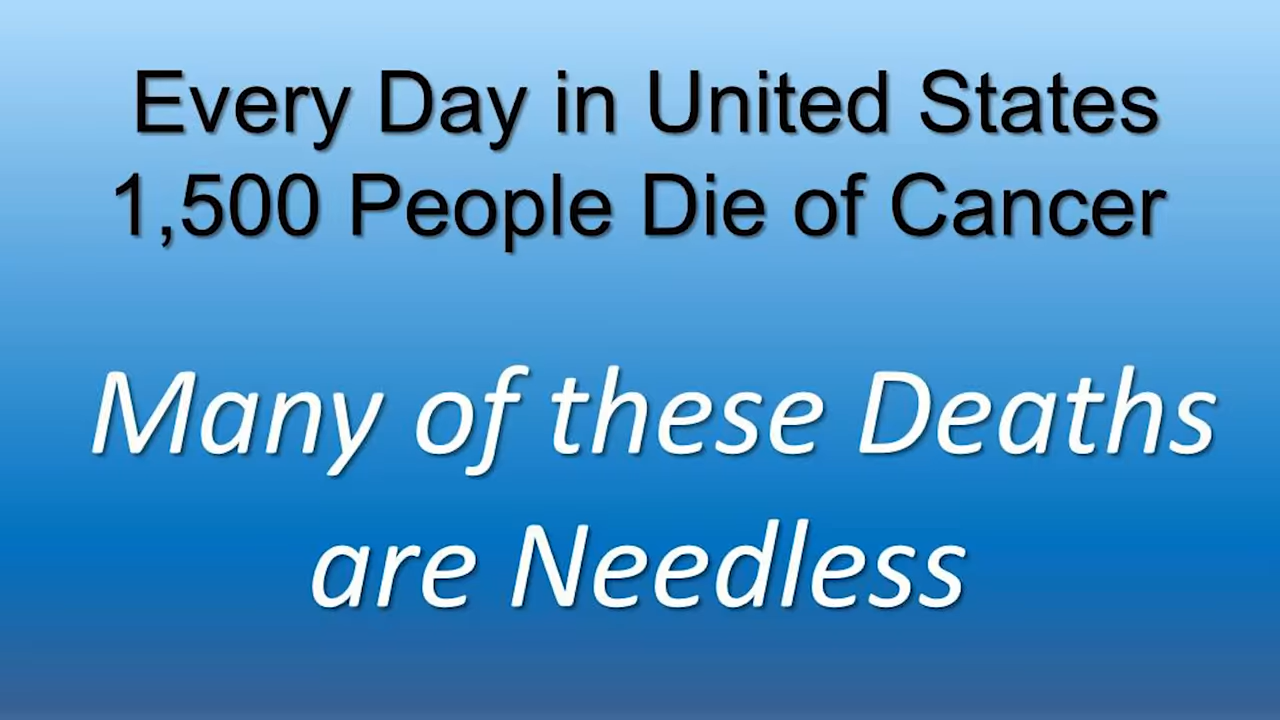 Every Day in United States
1,500 People Die of Cancer
Many of these Deaths
are Needless